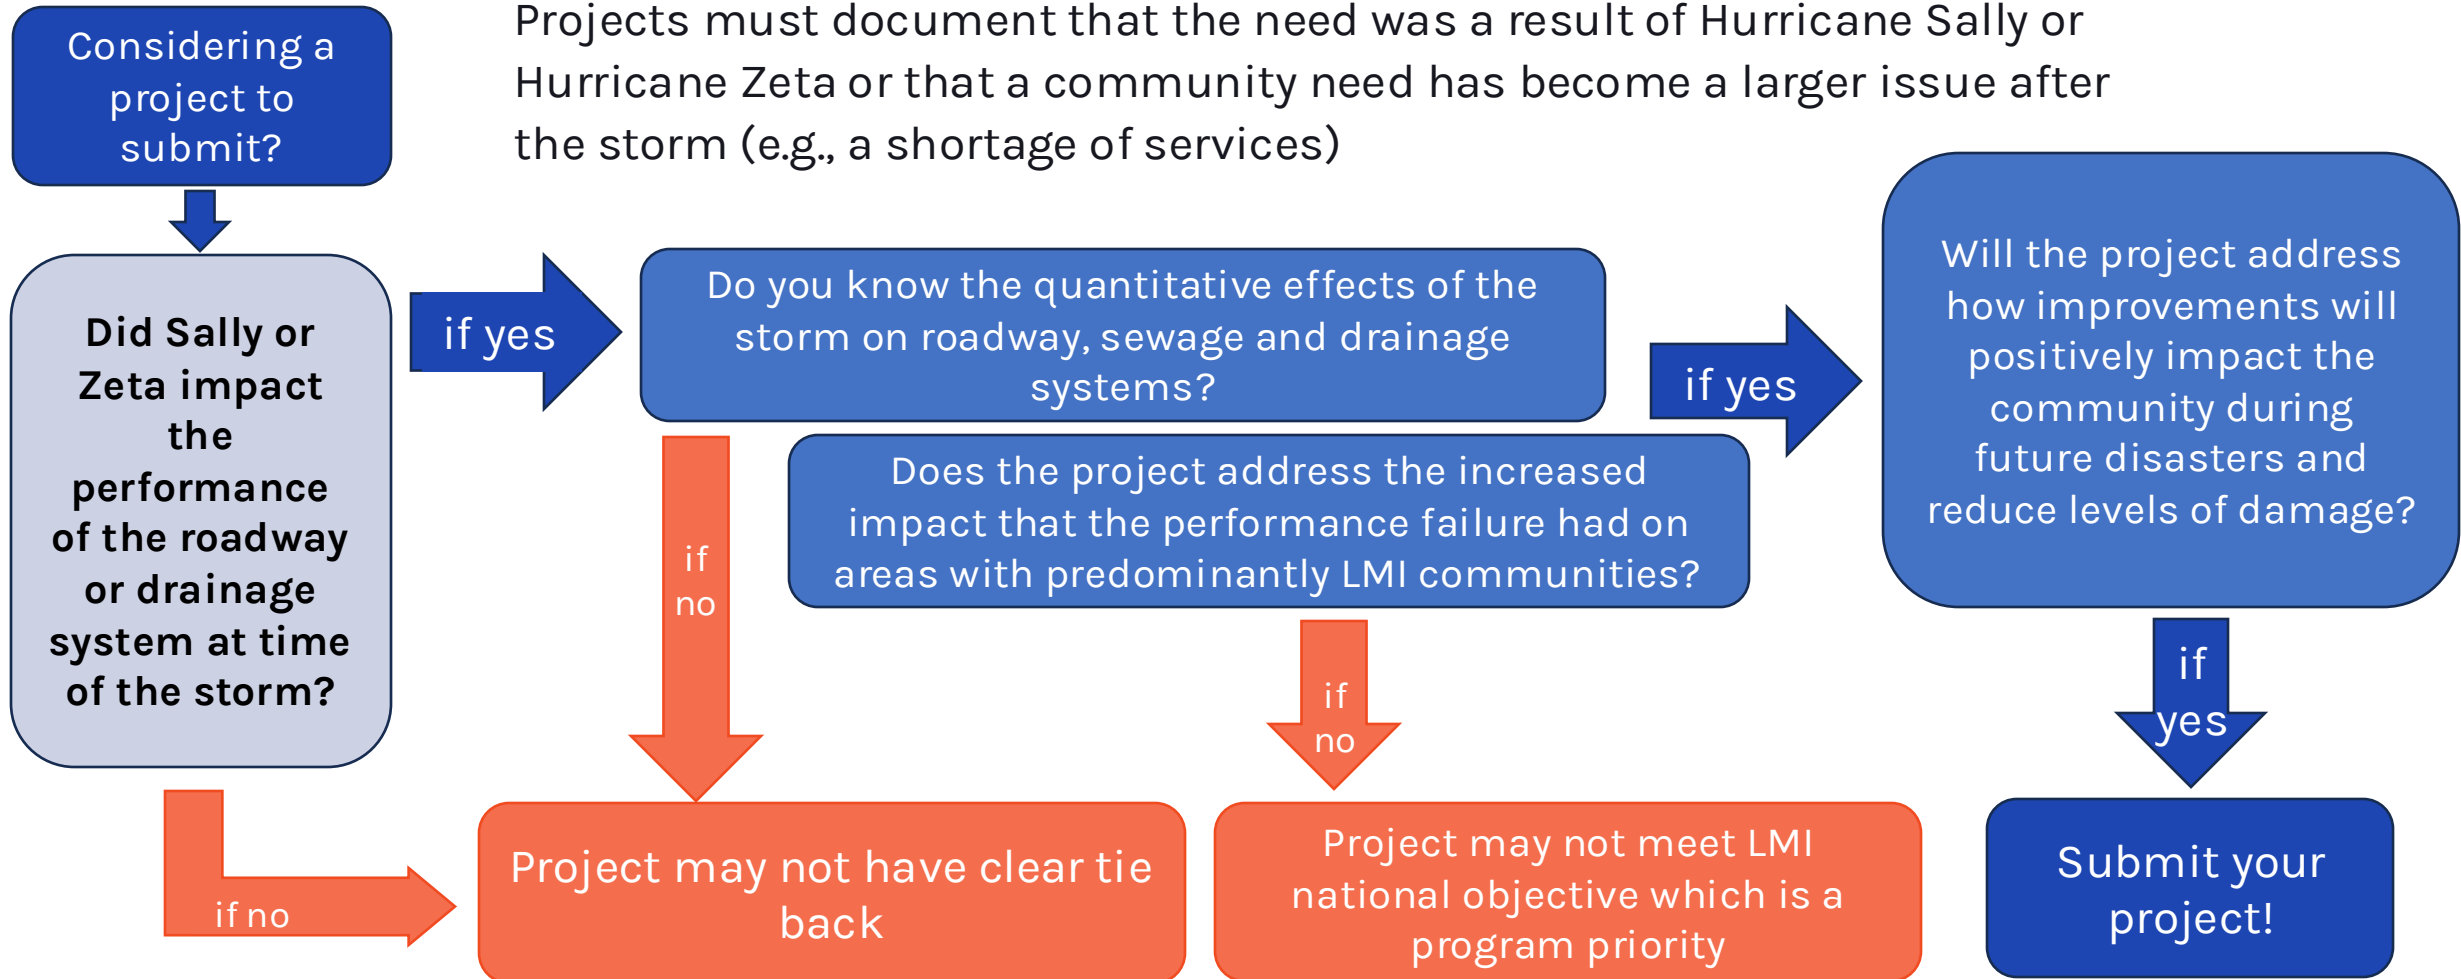 Considering a
project to
submit?
Projects must document that the need was a result of Hurricane Sally or
Hurricane Zeta or that a community need has become a larger issue after
the storm (e.g., a shortage of services)
Did Sally or
Zeta impact
the
performance
of the roadway
or drainage
system at time
of the storm?
if yes
Do you know the quantitative effects of the
storm on roadway, sewage and drainage
systems?
Does the project address the increased
impact that the performance failure had on
areas with predominantly LMI communities?
if yes
Will the project address
how improvements will
positively impact the
community during
future disasters and
reduce levels of damage?
if
no
if
no
if
yes
if no
Project may not have clear tie
back
Project may not meet LMI
national objective which is a
program priority
Submit your
project!